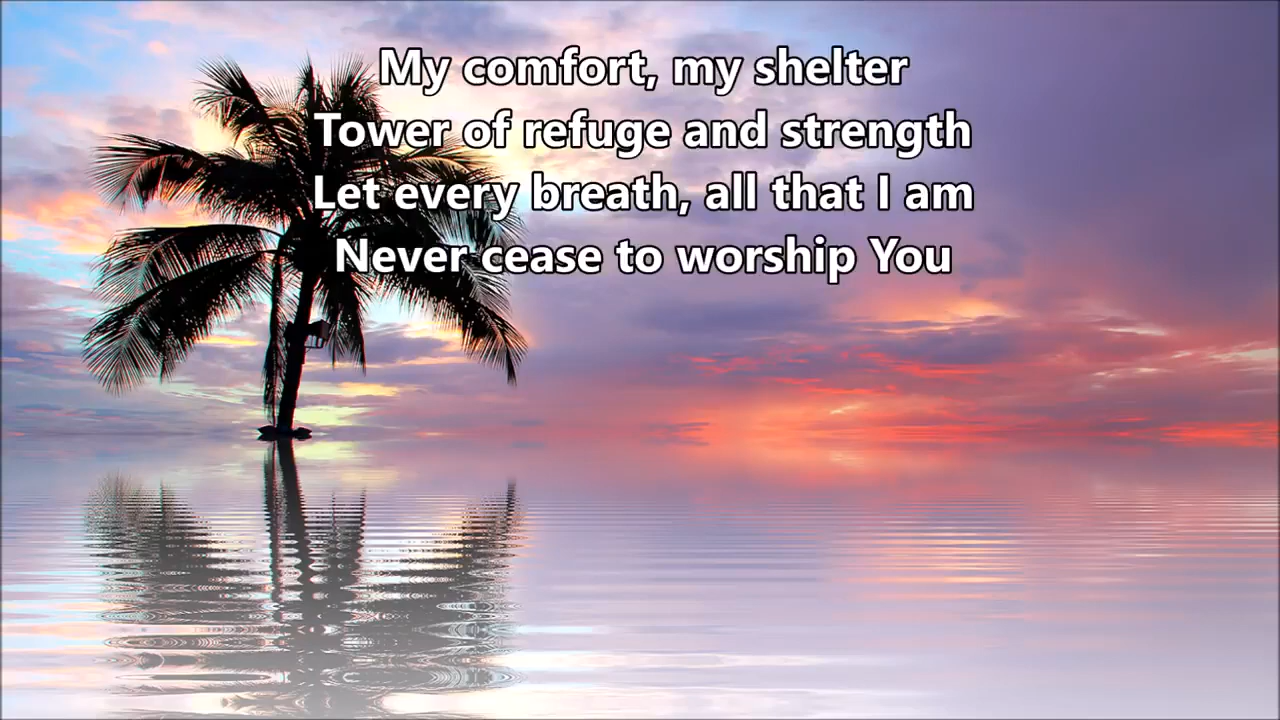 My comfort, my shelter
Tower of refuge and strength
Let every breath, all that I am
Never cease to worship You